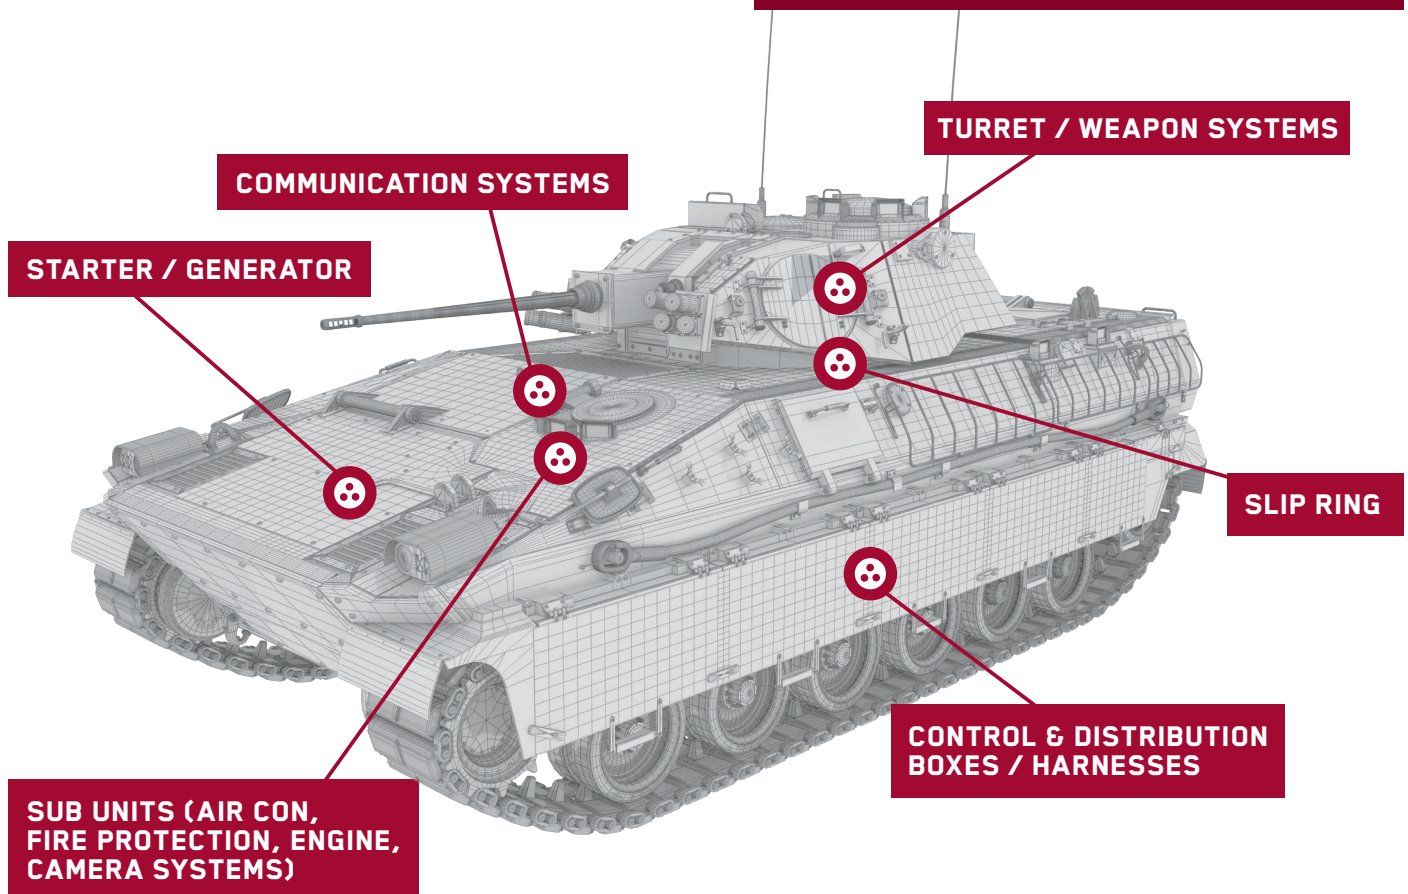 TURRET / WEAPON SYSTEMS
COMMUNICATION SYSTEMS
STARTER / GENERATOR
SLIP RING
CONTROL & DISTRIBUTION
BOXES / HARNESSES
SUB UNITS (AIR CON,
FIRE PROTECTION, ENGINE,
CAMERA SYSTEMS)